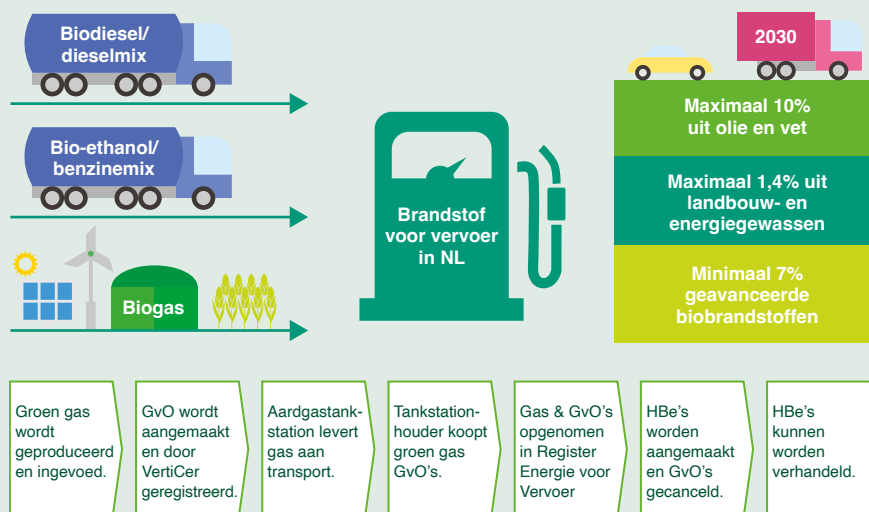 Biodiesel/
dieselmix
Bio-ethanol/
benzinemix
Biogas
Brandstof
voor vervoer
in NL
2030
Maximaal 10%
uit olie en vet
Maximaal 1,4% uit
landbouw- en
energiegewassen
Minimaal 7%
geavanceerde
biobrandstoffen
Groen gas
wordt
geproduceerd
en ingevoed.
GvO wordt
aangemaakt
en door
VertiCer
geregistreerd.
Aardgastank-
station levert
gas aan
transport.
Tankstation-
houder koopt
groen gas
GvO’s.
Gas & GvO’s
opgenomen
in Register
Energie voor
Vervoer
HBe’s
worden
aangemaakt
en GvO’s
gecanceld.
HBe’s
kunnen
worden
verhandeld.